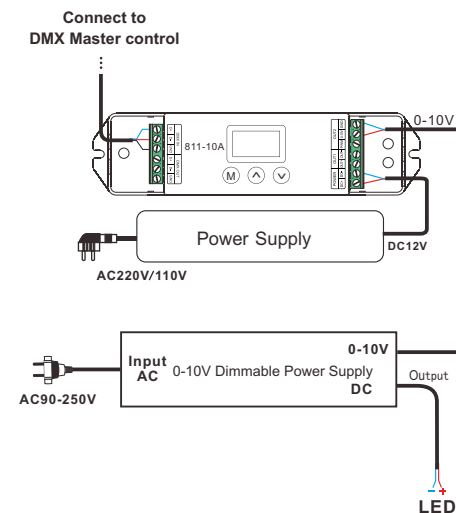 Connect to
DMX Master control
0-10V
811-10A
M
Power Supply
DC12V
AC220V/110V
0-10V
Input
AC
0-10V Dimmable Power Supply
DC
AC90-250V
Output
LED